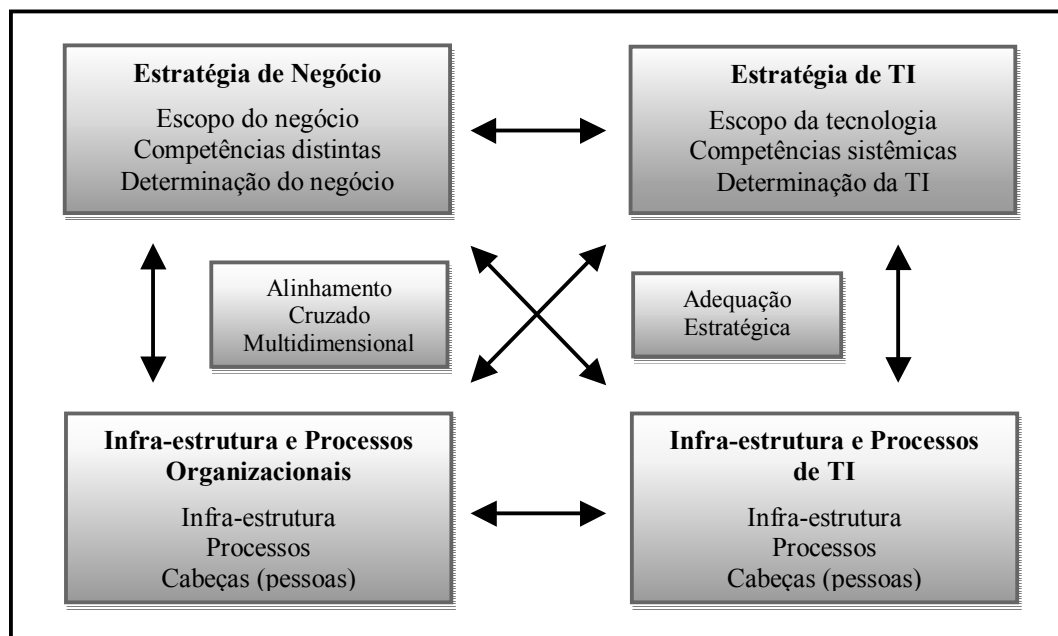 Estratégia de Negócio
Escopo do negócio
Competências distintas
Determinação do negócio
Estratégia de TI
Escopo da tecnologia
Competências sistêmicas
Determinação da TI
Alinhamento
Cruzado
Multidimensional
Adequação
Estratégica
Infra-estrutura e Processos
Organizacionais
Infra-estrutura
Processos
Cabeças (pessoas)
Infra-estrutura e Processos
de TI
Infra-estrutura
Processos
Cabeças (pessoas)